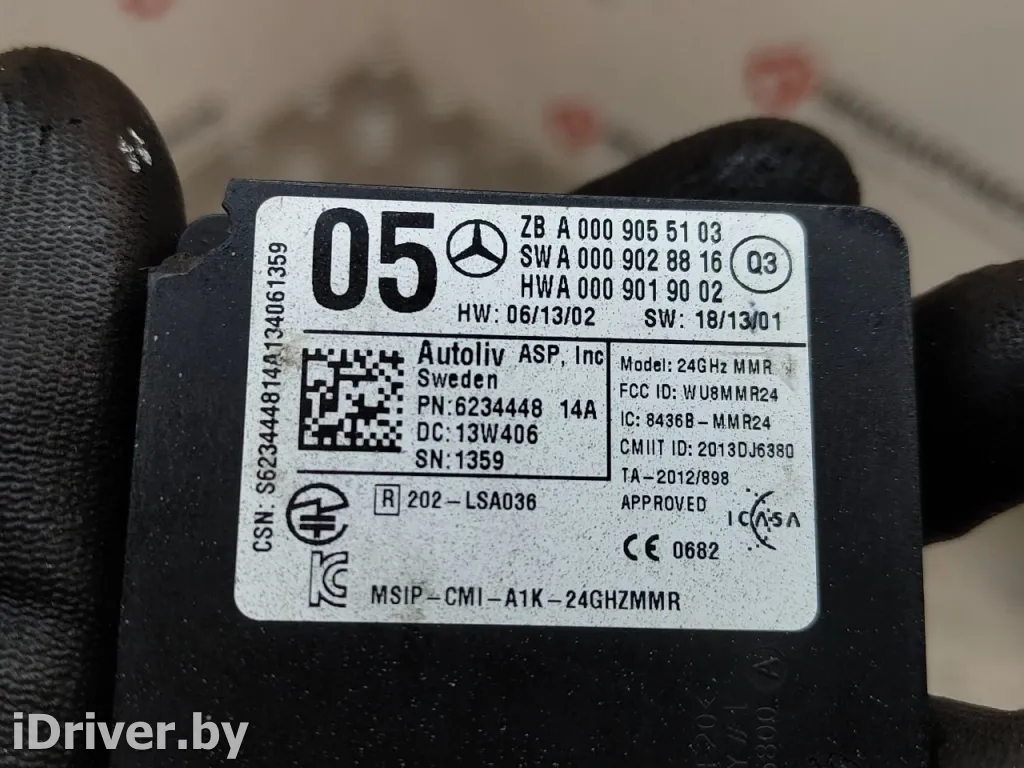 05
ZB A 000 905 51 03
SW A 000 902 88 16
HW A 000 901 90 02
Q3
HW: 06/13/02 SW: 18/13/01
CSN: S623444814A134061359
Autoliv ASP, Inc
Sweden
PN:6234448 14A
DC:13W406
SN:1359
Model: 24GHz MMR
FCC ID: WU8MMR24
IC: 8436B-MMR24
CMIIT ID: 2013DJ6380
TA-2012/898
APPROVED
ICASA
R 202-LSA036
CE 0682
KC
MSIP-CMI-A1K-24GHZMMR
iDriver.by